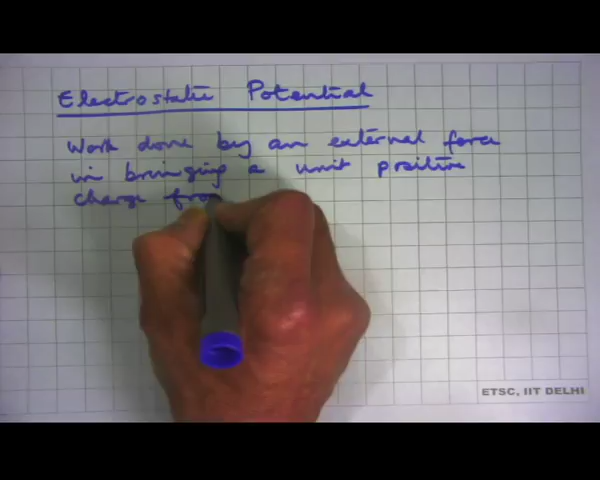 Electrostatic Potential
Work done by an external force
in bringing a unit positive
charge from
ETSC, IIT DELHI